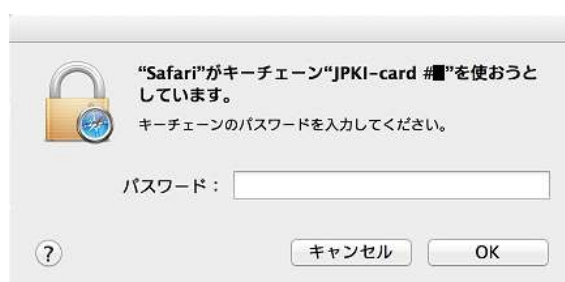 “Safari”がキーチェーン“JPKI-card #■”を使おうと
しています。
キーチェーンのパスワードを入力してください。
パスワード：
?
キャンセル
OK